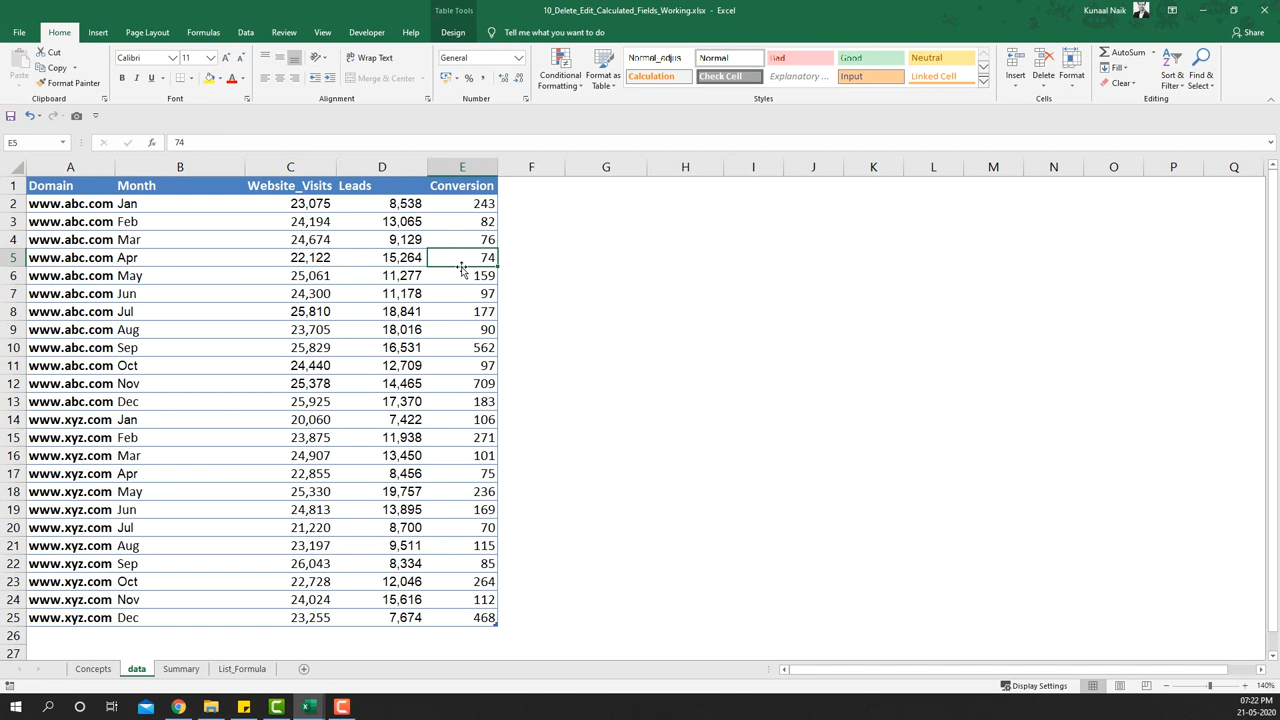 Table Tools
10_Delete_Edit_Calculated_Fields_Working.xlsx - Excel
Kunaal Naik
File Home Insert Page Layout Formulas Data Review View Developer Help Design Tell me what you want to do Share
Cut
Copy
Format Painter
Paste
Clipboard
Calibri 11
B I U
Font
Wrap Text
Merge & Center
Alignment
General
Number
Conditional Formatting
Format as Table
Normal_adjus Normal Bad Good Neutral
Calculation Check Cell Explanatory ... Input Linked Cell
Styles
Insert Delete Format
Cells
AutoSum
Fill
Clear
Sort & Filter
Find & Select
Editing
E5 fx 74
A B C D E F G H I J K L M N O P Q
1 Domain Month Website_Visits Leads Conversion
2 www.abc.com Jan 23,075 8,538 243
3 www.abc.com Feb 24,194 13,065 82
4 www.abc.com Mar 24,674 9,129 76
5 www.abc.com Apr 22,122 15,264 74
6 www.abc.com May 25,061 11,277 159
7 www.abc.com Jun 24,300 11,178 97
8 www.abc.com Jul 25,810 18,841 177
9 www.abc.com Aug 23,705 18,016 90
10 www.abc.com Sep 25,829 16,531 562
11 www.abc.com Oct 24,440 12,709 97
12 www.abc.com Nov 25,378 14,465 709
13 www.abc.com Dec 25,925 17,370 183
14 www.xyz.com Jan 20,060 7,422 106
15 www.xyz.com Feb 23,875 11,938 271
16 www.xyz.com Mar 24,907 13,450 101
17 www.xyz.com Apr 22,855 8,456 75
18 www.xyz.com May 25,330 19,757 236
19 www.xyz.com Jun 24,813 13,895 169
20 www.xyz.com Jul 21,220 8,700 70
21 www.xyz.com Aug 23,197 9,511 115
22 www.xyz.com Sep 26,043 8,334 85
23 www.xyz.com Oct 22,728 12,046 264
24 www.xyz.com Nov 24,024 15,616 112
25 www.xyz.com Dec 23,255 7,674 468
26
27
Concepts data Summary List_Formula
Display Settings 140%
07:22 PM
21-05-2020